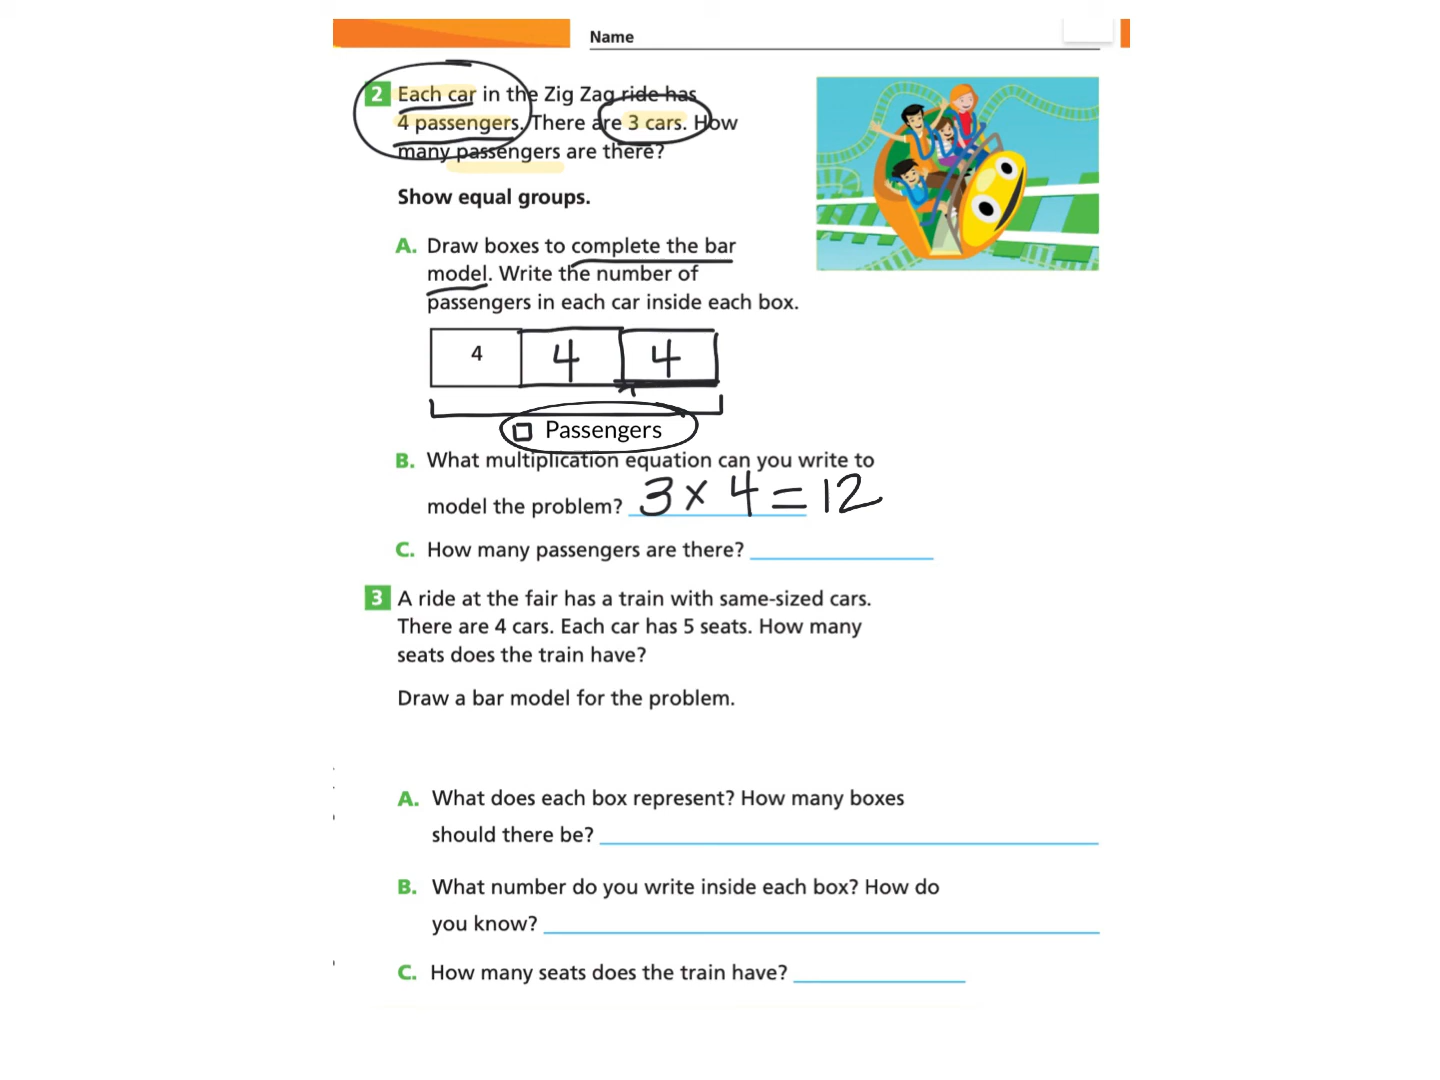 Name
2 Each car in the Zig Zag ride has
4 passengers. There are 3 cars. How
many passengers are there?
Show equal groups.
A. Draw boxes to complete the bar
model. Write the number of
passengers in each car inside each box.
4 4 4
Passengers
B. What multiplication equation can you write to
model the problem? 3 × 4 = 12
C. How many passengers are there?
3 A ride at the fair has a train with same-sized cars.
There are 4 cars. Each car has 5 seats. How many
seats does the train have?
Draw a bar model for the problem.
A. What does each box represent? How many boxes
should there be?
B. What number do you write inside each box? How do
you know?
C. How many seats does the train have?